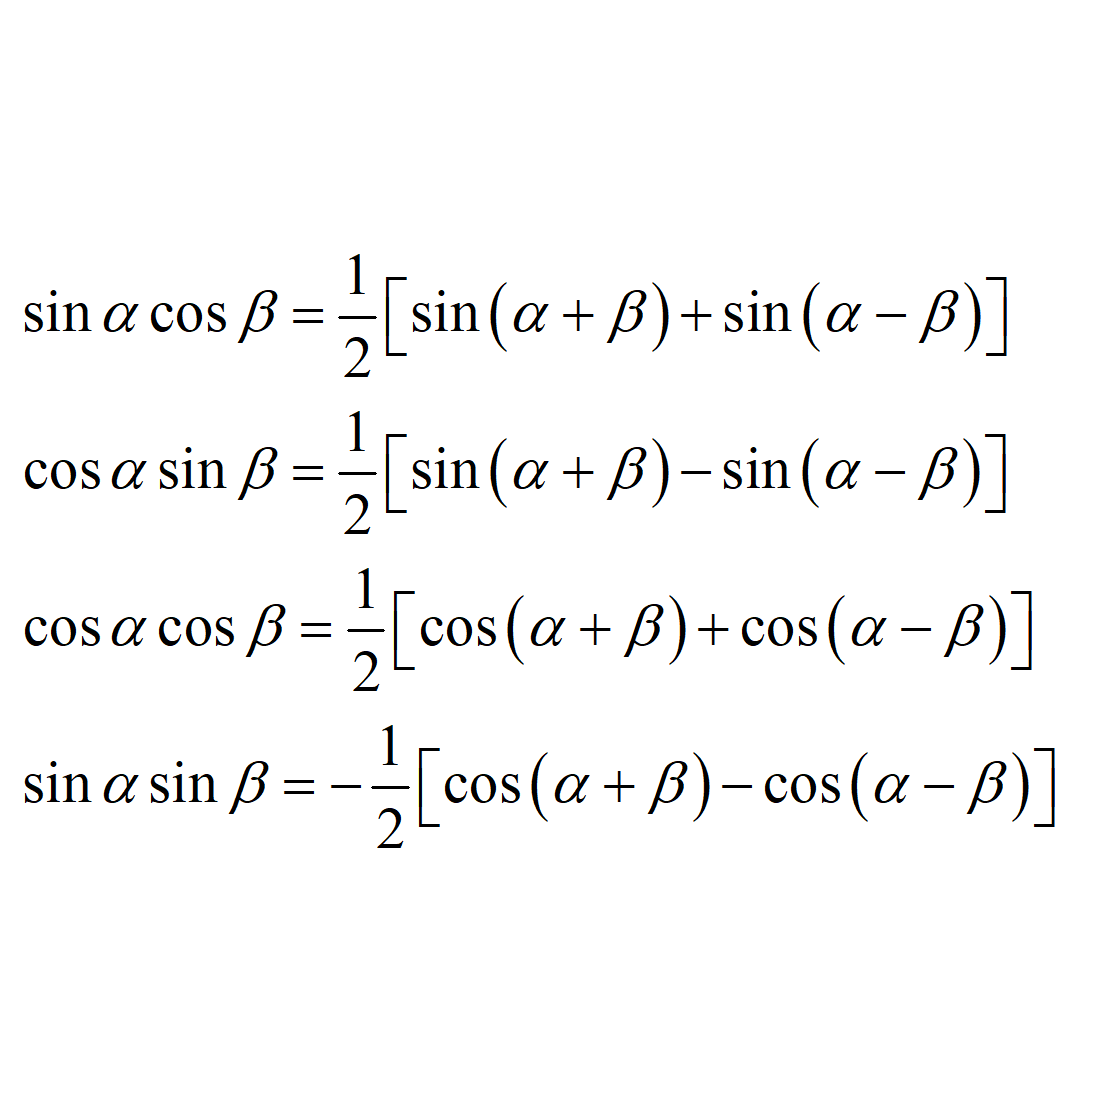 sin α cos β = 1/2 [sin(α + β) + sin(α − β)]
cos α sin β = 1/2 [sin(α + β) − sin(α − β)]
cos α cos β = 1/2 [cos(α + β) + cos(α − β)]
sin α sin β = − 1/2 [cos(α + β) − cos(α − β)]